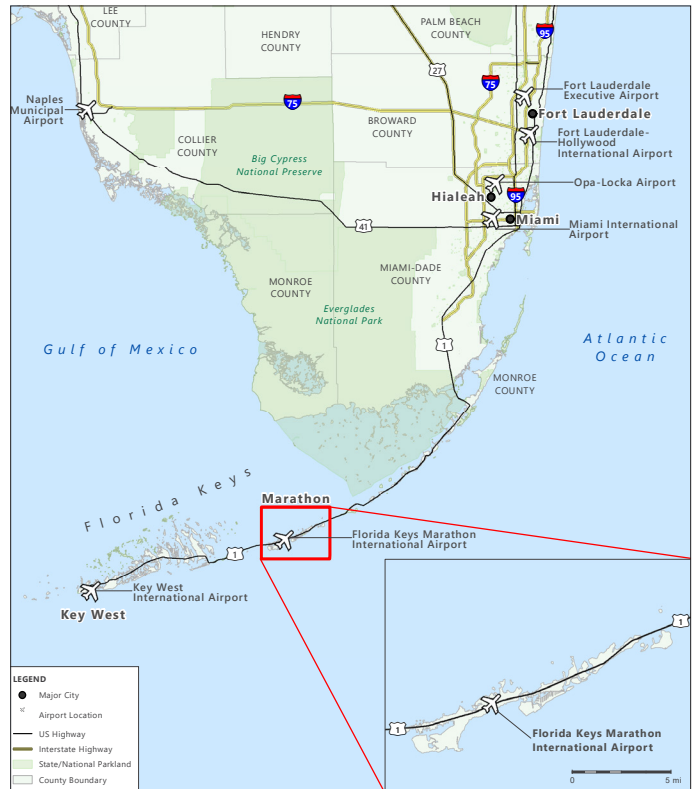 LEE
COUNTY
HENDRY
COUNTY
PALM BEACH
COUNTY
95
27
75
75
Fort Lauderdale
Executive Airport
Naples
Municipal
Airport
Fort Lauderdale
BROWARD
COUNTY
COLLIER
COUNTY
Fort Lauderdale-
Hollywood
International Airport
Big Cypress
National Preserve
Opa-Locka Airport
Hialeah
95
Miami
41
Miami International
Airport
MIAMI-DADE
COUNTY
MONROE
COUNTY
Everglades
National Park
Gulf of Mexico
1
Atlantic
Ocean
MONROE
COUNTY
Florida Keys
Marathon
Florida Keys Marathon
International Airport
1
Key West
International Airport
Key West
1
1
Florida Keys Marathon
International Airport
0
5 mi
LEGEND
Major City
Airport Location
US Highway
Interstate Highway
State/National Parkland
County Boundary